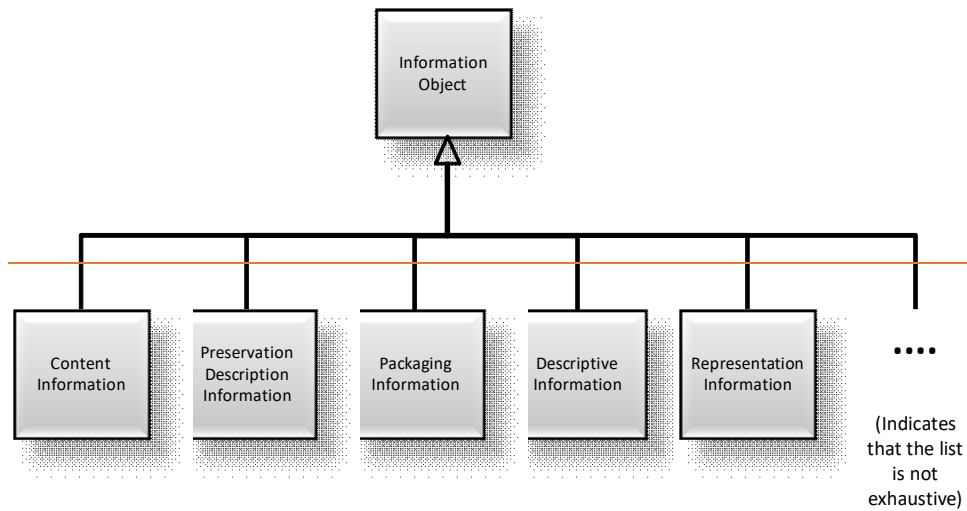 Information
Object
Content
Information
Preservation
Description
Information
Packaging
Information
Descriptive
Information
Representation
Information
....
(Indicates
that the list
is not
exhaustive)